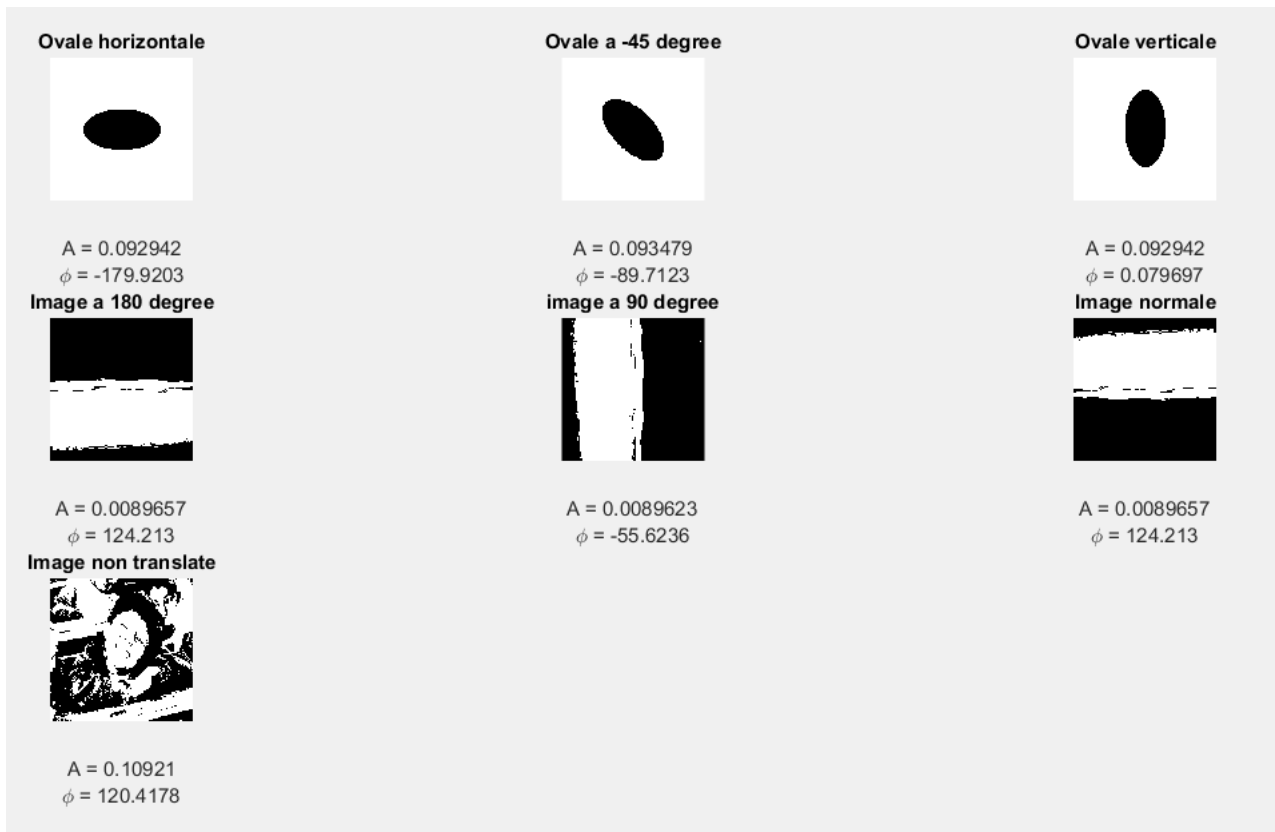 Ovale horizontale
Ovale a -45 degree
Ovale verticale
A = 0.092942
ϕ = -179.9203
A = 0.093479
ϕ = -89.7123
A = 0.092942
ϕ = 0.079697
Image a 180 degree
image a 90 degree
Image normale
A = 0.0089657
ϕ = 124.213
A = 0.0089623
ϕ = -55.6236
A = 0.0089657
ϕ = 124.213
Image non translate
A = 0.10921
ϕ = 120.4178